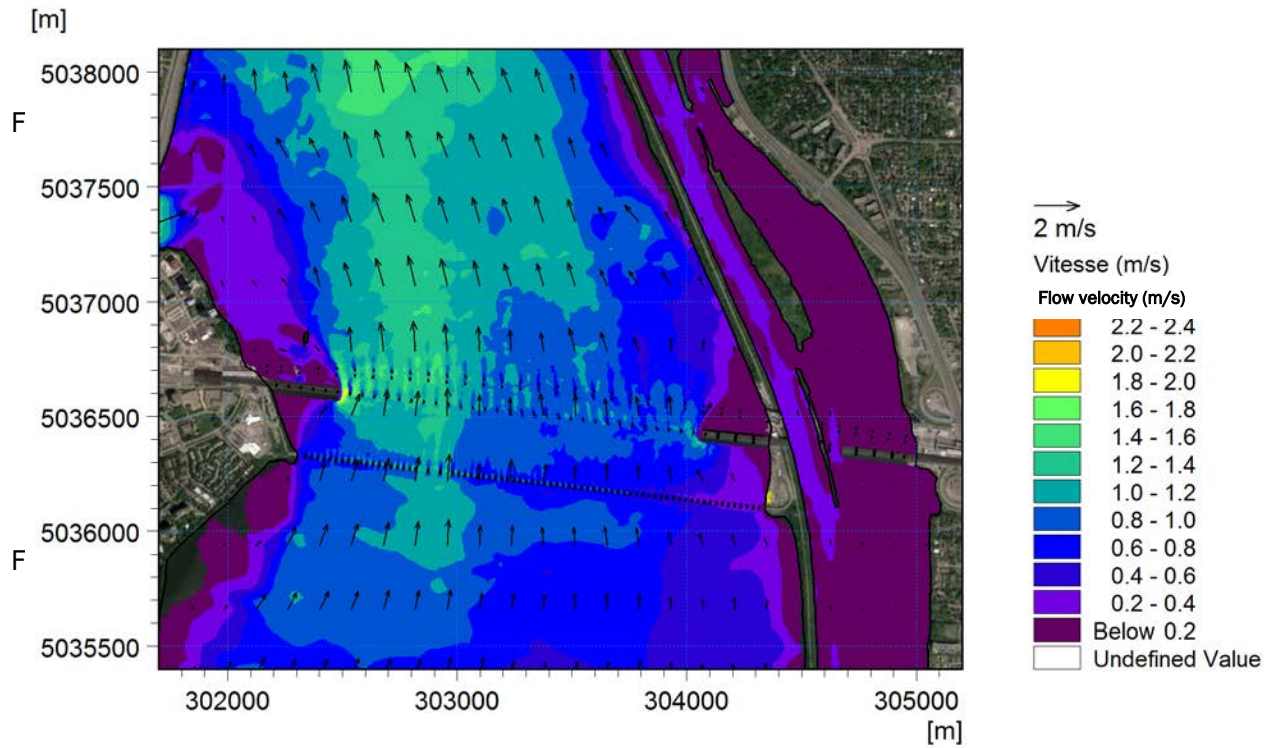 [m]
5038000
F
5037500
5037000
5036500
5036000
F
5035500
302000
303000
304000
305000
[m]
2 m/s
Vitesse (m/s)
Flow velocity (m/s)
2.2 - 2.4
2.0 - 2.2
1.8 - 2.0
1.6 - 1.8
1.4 - 1.6
1.2 - 1.4
1.0 - 1.2
0.8 - 1.0
0.6 - 0.8
0.4 - 0.6
0.2 - 0.4
Below 0.2
Undefined Value